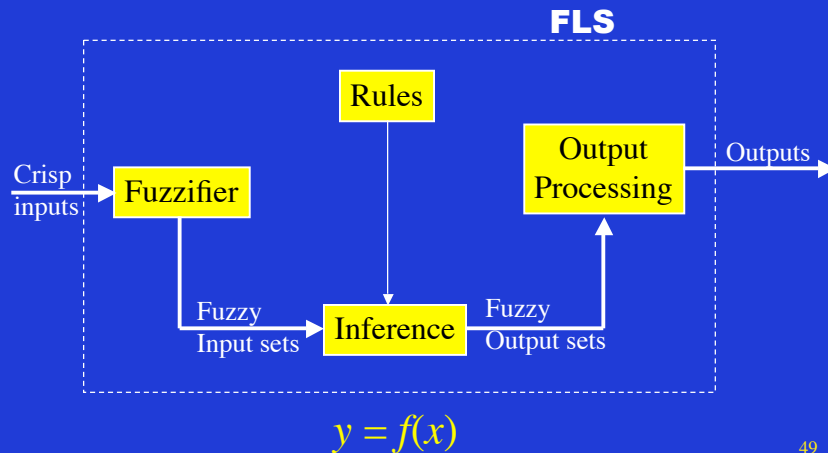 FLS
Rules
Crisp
inputs
Fuzzifier
Output
Processing
Outputs
Fuzzy
Input sets
Inference
Fuzzy
Output sets
y = f(x)
49